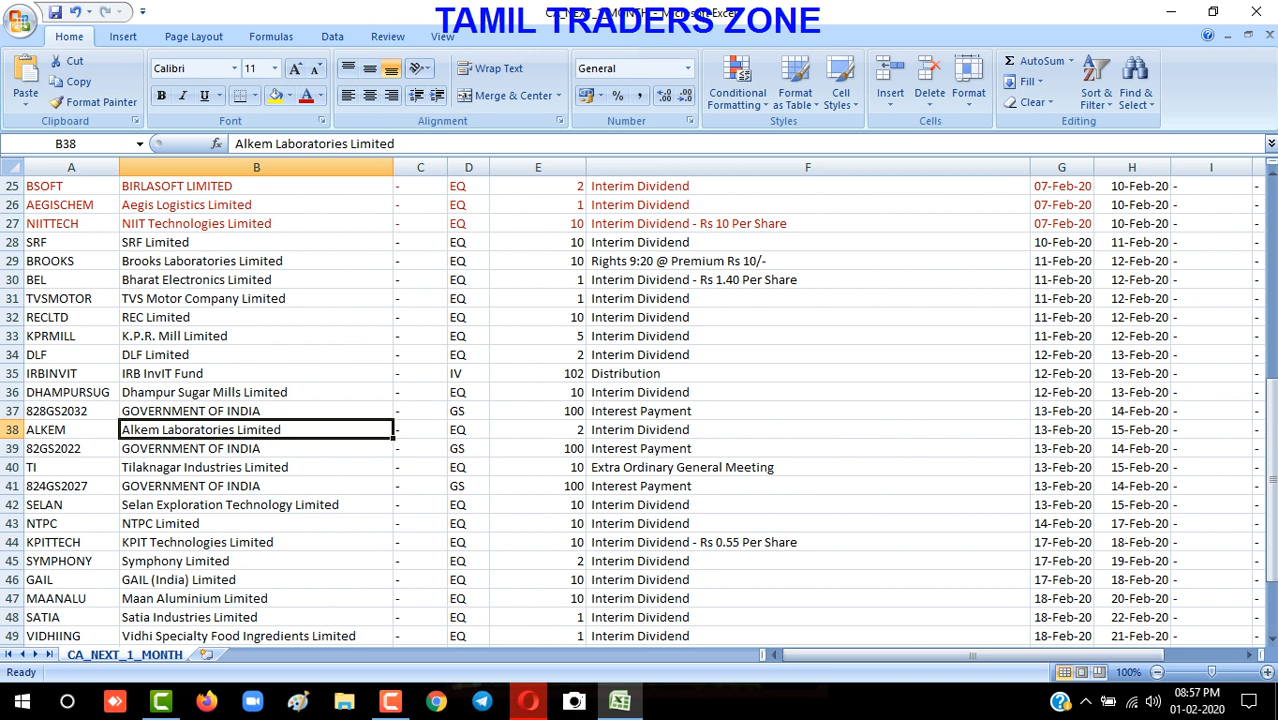 CA_NEXT_1_MONTH - Microsoft Excel
TAMIL TRADERS ZONE
Home Insert Page Layout Formulas Data Review View
Paste Cut Copy Format Painter Clipboard
Calibri 11 B I U A Font
Wrap Text Merge & Center Alignment
General % , Number
Conditional Formatting Format as Table Cell Styles Styles
Insert Delete Format Cells
AutoSum Fill Clear Sort & Filter Find & Select Editing
B38 fx Alkem Laboratories Limited
A B C D E F G H I
25 BSOFT BIRLASOFT LIMITED - EQ 2 Interim Dividend 07-Feb-20 10-Feb-20 - -
26 AEGISCHEM Aegis Logistics Limited - EQ 1 Interim Dividend 07-Feb-20 10-Feb-20 - -
27 NIITTECH NIIT Technologies Limited - EQ 10 Interim Dividend - Rs 10 Per Share 07-Feb-20 10-Feb-20 - -
28 SRF SRF Limited - EQ 10 Interim Dividend 10-Feb-20 11-Feb-20 - -
29 BROOKS Brooks Laboratories Limited - EQ 10 Rights 9:20 @ Premium Rs 10/- 11-Feb-20 12-Feb-20 - -
30 BEL Bharat Electronics Limited - EQ 1 Interim Dividend - Rs 1.40 Per Share 11-Feb-20 12-Feb-20 - -
31 TVSMOTOR TVS Motor Company Limited - EQ 1 Interim Dividend 11-Feb-20 12-Feb-20 - -
32 RECLTD REC Limited - EQ 10 Interim Dividend 11-Feb-20 12-Feb-20 - -
33 KPRMILL K.P.R. Mill Limited - EQ 5 Interim Dividend 11-Feb-20 12-Feb-20 - -
34 DLF DLF Limited - EQ 2 Interim Dividend 12-Feb-20 13-Feb-20 - -
35 IRBINVIT IRB InvIT Fund - IV 102 Distribution 12-Feb-20 13-Feb-20 - -
36 DHAMPURSUG Dhampur Sugar Mills Limited - EQ 10 Interim Dividend 12-Feb-20 13-Feb-20 - -
37 828GS2032 GOVERNMENT OF INDIA - GS 100 Interest Payment 13-Feb-20 14-Feb-20 - -
38 ALKEM Alkem Laboratories Limited - EQ 2 Interim Dividend 13-Feb-20 15-Feb-20 - -
39 82GS2022 GOVERNMENT OF INDIA - GS 100 Interest Payment 13-Feb-20 14-Feb-20 - -
40 TI Tilaknagar Industries Limited - EQ 10 Extra Ordinary General Meeting 13-Feb-20 15-Feb-20 - -
41 824GS2027 GOVERNMENT OF INDIA - GS 100 Interest Payment 13-Feb-20 14-Feb-20 - -
42 SELAN Selan Exploration Technology Limited - EQ 10 Interim Dividend 13-Feb-20 15-Feb-20 - -
43 NTPC NTPC Limited - EQ 10 Interim Dividend 14-Feb-20 17-Feb-20 - -
44 KPITTECH KPIT Technologies Limited - EQ 10 Interim Dividend - Rs 0.55 Per Share 17-Feb-20 18-Feb-20 - -
45 SYMPHONY Symphony Limited - EQ 2 Interim Dividend 17-Feb-20 19-Feb-20 - -
46 GAIL GAIL (India) Limited - EQ 10 Interim Dividend 17-Feb-20 18-Feb-20 - -
47 MAANALU Maan Aluminium Limited - EQ 10 Interim Dividend 18-Feb-20 20-Feb-20 - -
48 SATIA Satia Industries Limited - EQ 1 Interim Dividend 18-Feb-20 22-Feb-20 - -
49 VIDHIING Vidhi Specialty Food Ingredients Limited - EQ 1 Interim Dividend 18-Feb-20 21-Feb-20 - -
CA_NEXT_1_MONTH
Ready 100%
08:57 PM
01-02-2020